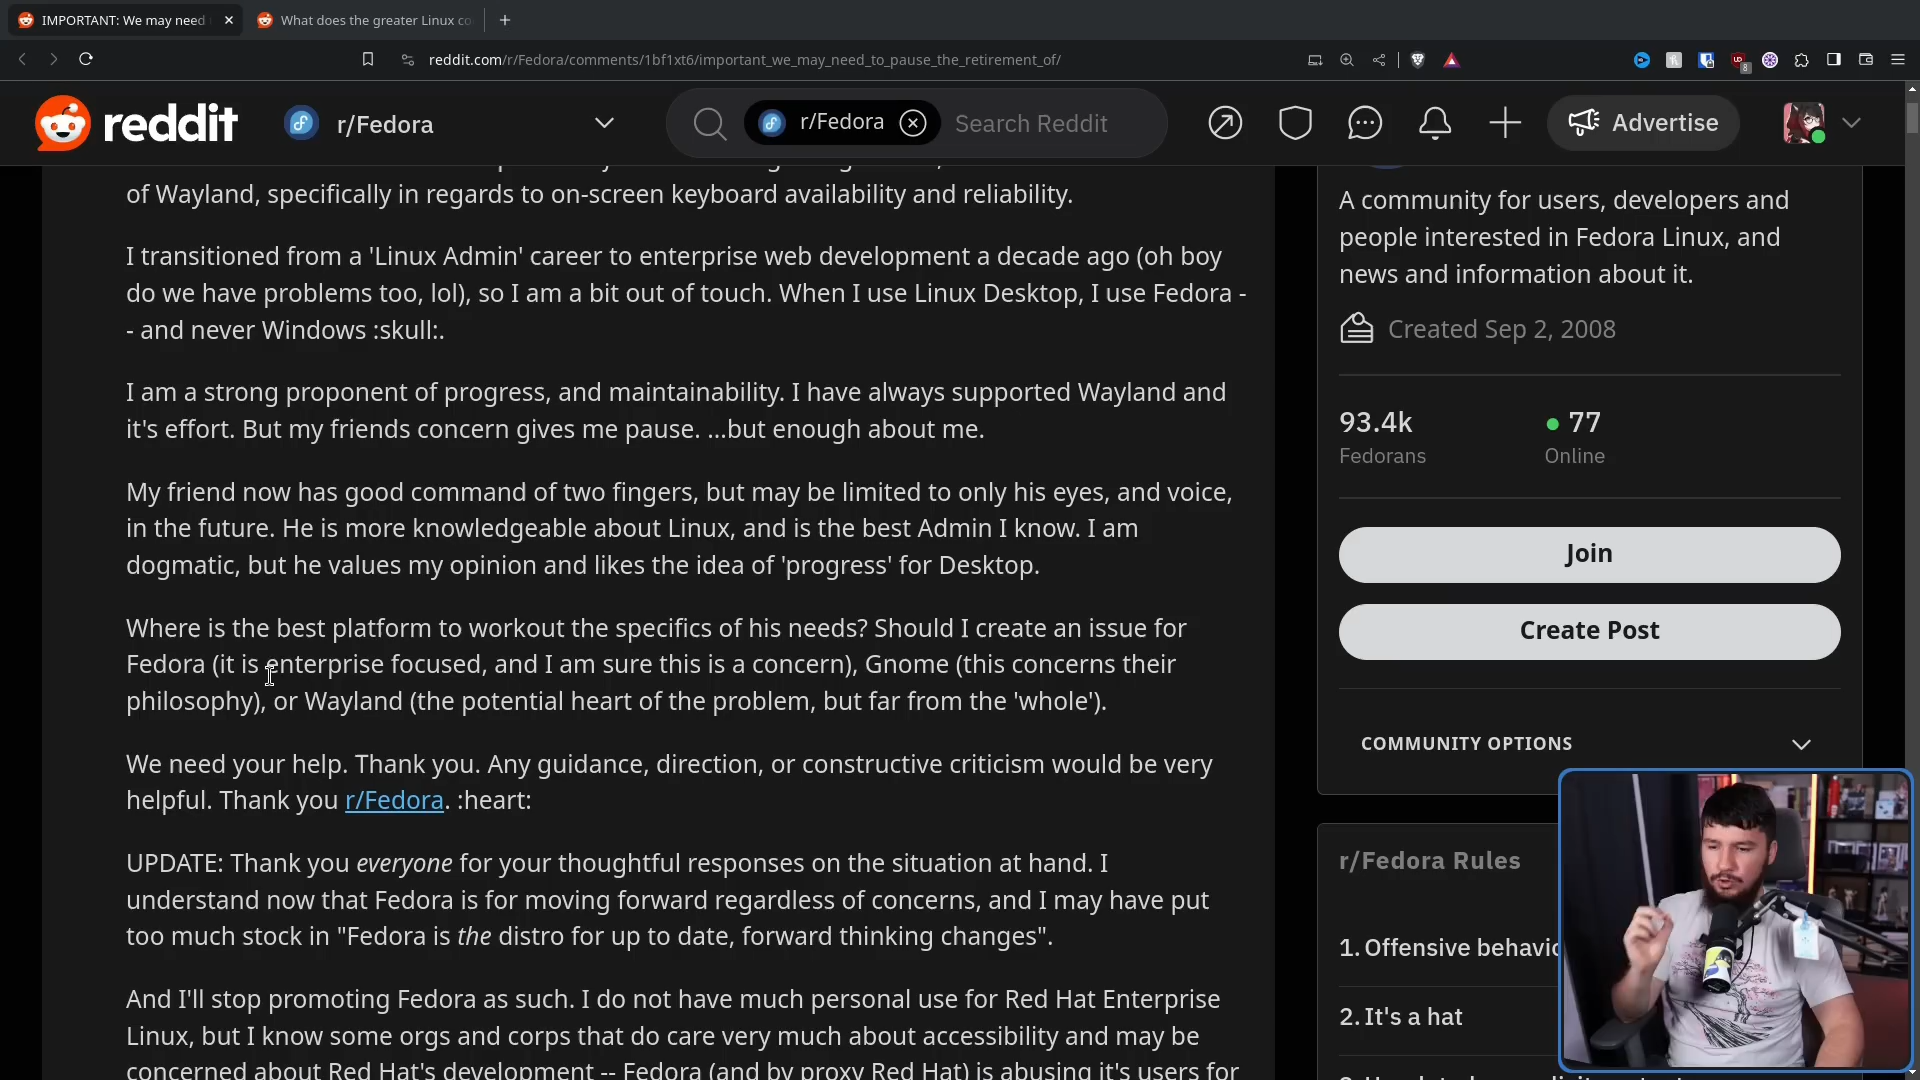 IMPORTANT: We may need
What does the greater Linux co
reddit.com/r/Fedora/comments/1bf1xt6/important_we_may_need_to_pause_the_retirement_of/
reddit
r/Fedora
r/Fedora
Search Reddit
Advertise
of Wayland, specifically in regards to on-screen keyboard availability and reliability.
I transitioned from a 'Linux Admin' career to enterprise web development a decade ago (oh boy
do we have problems too, lol), so I am a bit out of touch. When I use Linux Desktop, I use Fedora -
- and never Windows :skull:.
I am a strong proponent of progress, and maintainability. I have always supported Wayland and
it's effort. But my friends concern gives me pause. ...but enough about me.
My friend now has good command of two fingers, but may be limited to only his eyes, and voice,
in the future. He is more knowledgeable about Linux, and is the best Admin I know. I am
dogmatic, but he values my opinion and likes the idea of 'progress' for Desktop.
Where is the best platform to workout the specifics of his needs? Should I create an issue for
Fedora (it is enterprise focused, and I am sure this is a concern), Gnome (this concerns their
philosophy), or Wayland (the potential heart of the problem, but far from the 'whole').
We need your help. Thank you. Any guidance, direction, or constructive criticism would be very
helpful. Thank you r/Fedora. :heart:
UPDATE: Thank you everyone for your thoughtful responses on the situation at hand. I
understand now that Fedora is for moving forward regardless of concerns, and I may have put
too much stock in "Fedora is the distro for up to date, forward thinking changes".
And I'll stop promoting Fedora as such. I do not have much personal use for Red Hat Enterprise
Linux, but I know some orgs and corps that do care very much about accessibility and may be
concerned about Red Hat's development -- Fedora (and by proxy Red Hat) is abusing it's users for
A community for users, developers and
people interested in Fedora Linux, and
news and information about it.
Created Sep 2, 2008
93.4k
77
Fedorans
Online
Join
Create Post
COMMUNITY OPTIONS
r/Fedora Rules
1. Offensive behavio
2. It's a hat